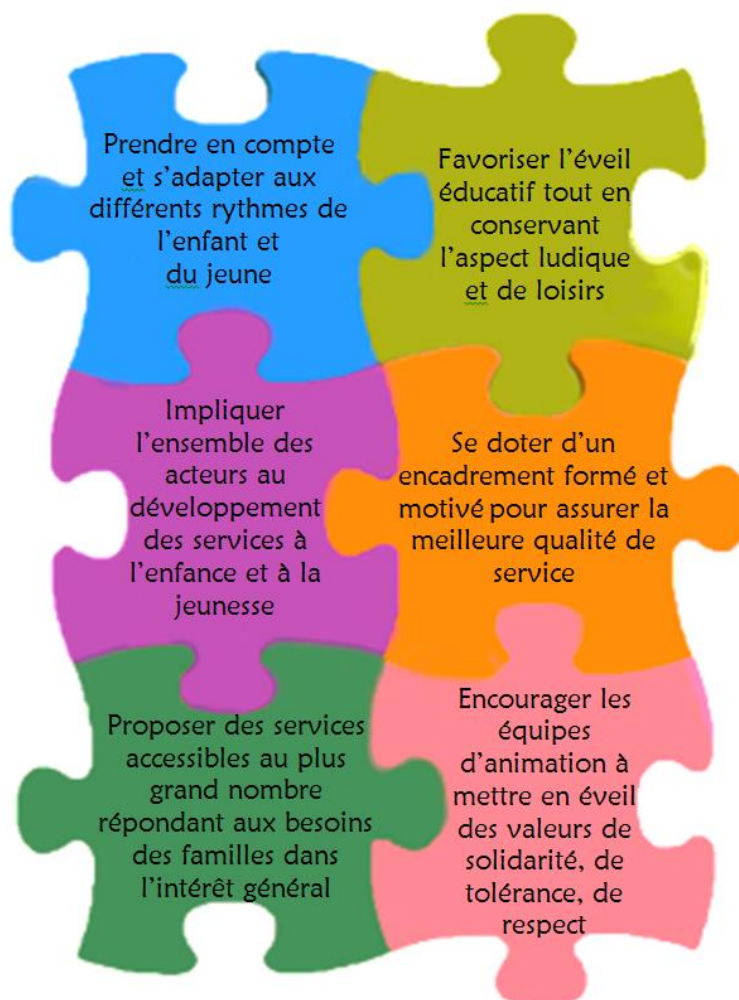 Prendre en compte
et s'adapter aux
différents rythmes de
l'enfant et
du jeune
Favoriser l'éveil
éducatif tout en
conservant
l'aspect ludique
et de loisirs
Impliquer
l'ensemble des
acteurs au
développement
des services à
l'enfance et à la
jeunesse
Se doter d'un
encadrement formé et
motivé pour assurer la
meilleure qualité de
service
Proposer des services
accessibles au plus
grand nombre
répondant aux besoins
des familles dans
l'intérêt général
Encourager les
équipes
d'animation à
mettre en éveil
des valeurs de
solidarité, de
tolérance, de
respect